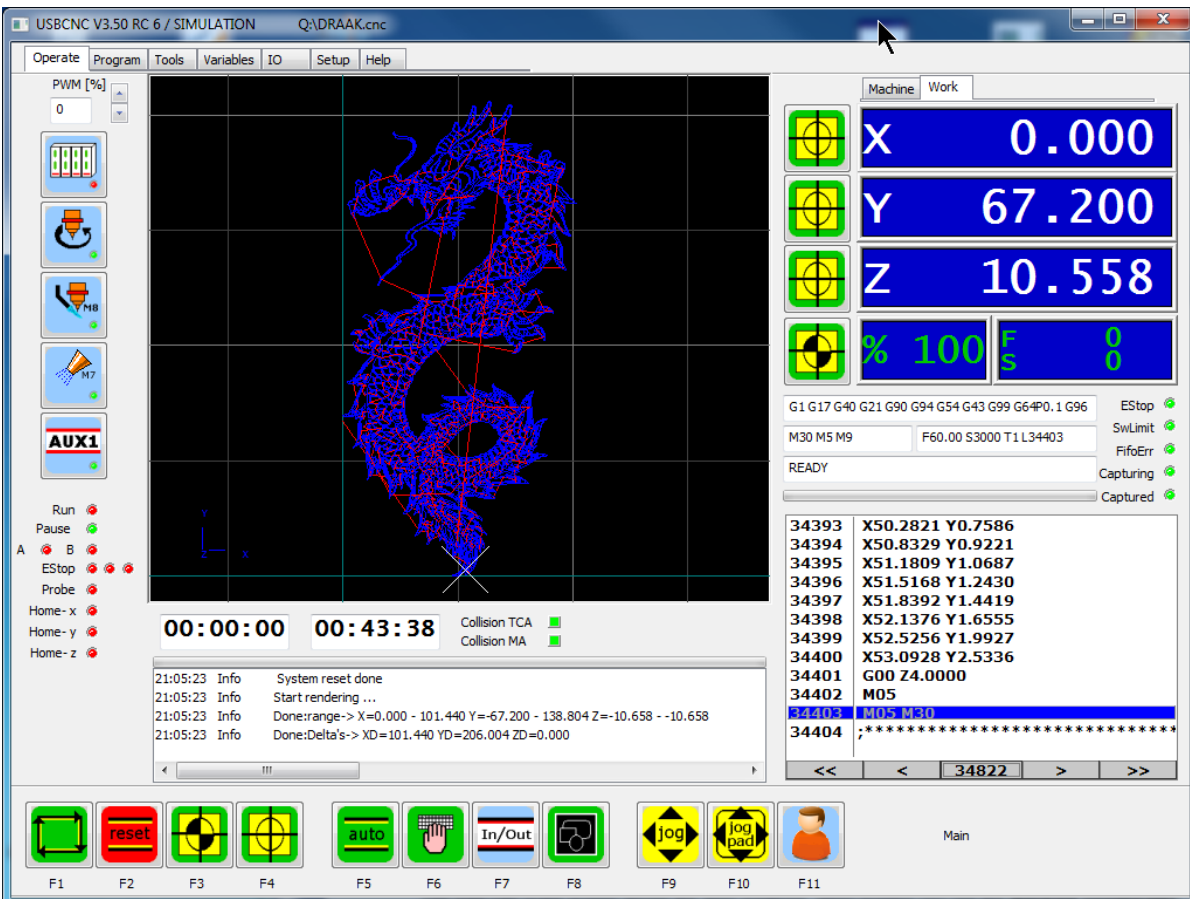 USBCNC V3.50 RC 6 / SIMULATION Q:\DRAAK.cnc
Operate Program Tools Variables IO Setup Help
PWM [%]
0
M8
M7
AUX1
Run
Pause
A B
EStop
Probe
Home- x
Home- y
Home- z
Y
Z X
00:00:00 00:43:38
Collision TCA
Collision MA
21:05:23 Info System reset done
21:05:23 Info Start rendering ...
21:05:23 Info Done:range-> X=0.000 - 101.440 Y=-67.200 - 138.804 Z=-10.658 - -10.658
21:05:23 Info Done:Delta's-> XD=101.440 YD=206.004 ZD=0.000
Machine Work
X 0.000
Y 67.200
Z 10.558
% 100
F 0
S 0
G1 G17 G40 G21 G90 G94 G54 G43 G99 G64P0.1 G96
M30 M5 M9
F60.00 S3000 T1 L34403
READY
EStop
SwLimit
FifoErr
Capturing
Captured
34393 X50.2821 Y0.7586
34394 X50.8329 Y0.9221
34395 X51.1809 Y1.0687
34396 X51.5168 Y1.2430
34397 X51.8392 Y1.4419
34398 X52.1376 Y1.6555
34399 X52.5256 Y1.9927
34400 X53.0928 Y2.5336
34401 G00 Z4.0000
34402 M05
34403 M05 M30
34404 ;******************************
<< < 34822 > >>
reset
auto
In/Out
jog
jog pad
Main
F1 F2 F3 F4 F5 F6 F7 F8 F9 F10 F11